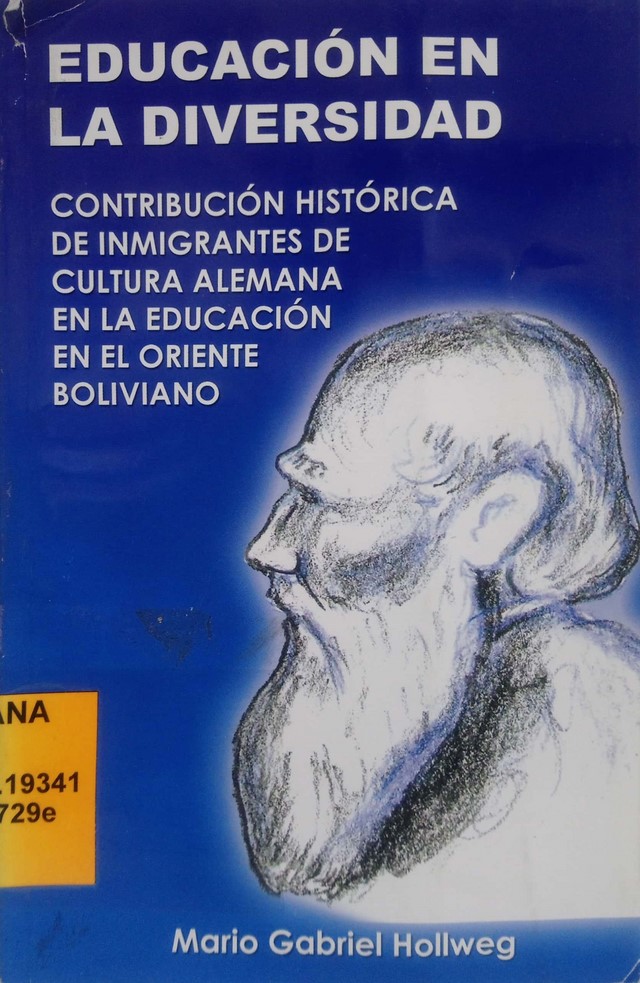 EDUCACIÓN EN
LA DIVERSIDAD
CONTRIBUCIÓN HISTÓRICA
DE INMIGRANTES DE
CULTURA ALEMANA
EN LA EDUCACIÓN
EN EL ORIENTE
BOLIVIANO
ANA
.19341
729e
Mario Gabriel Hollweg